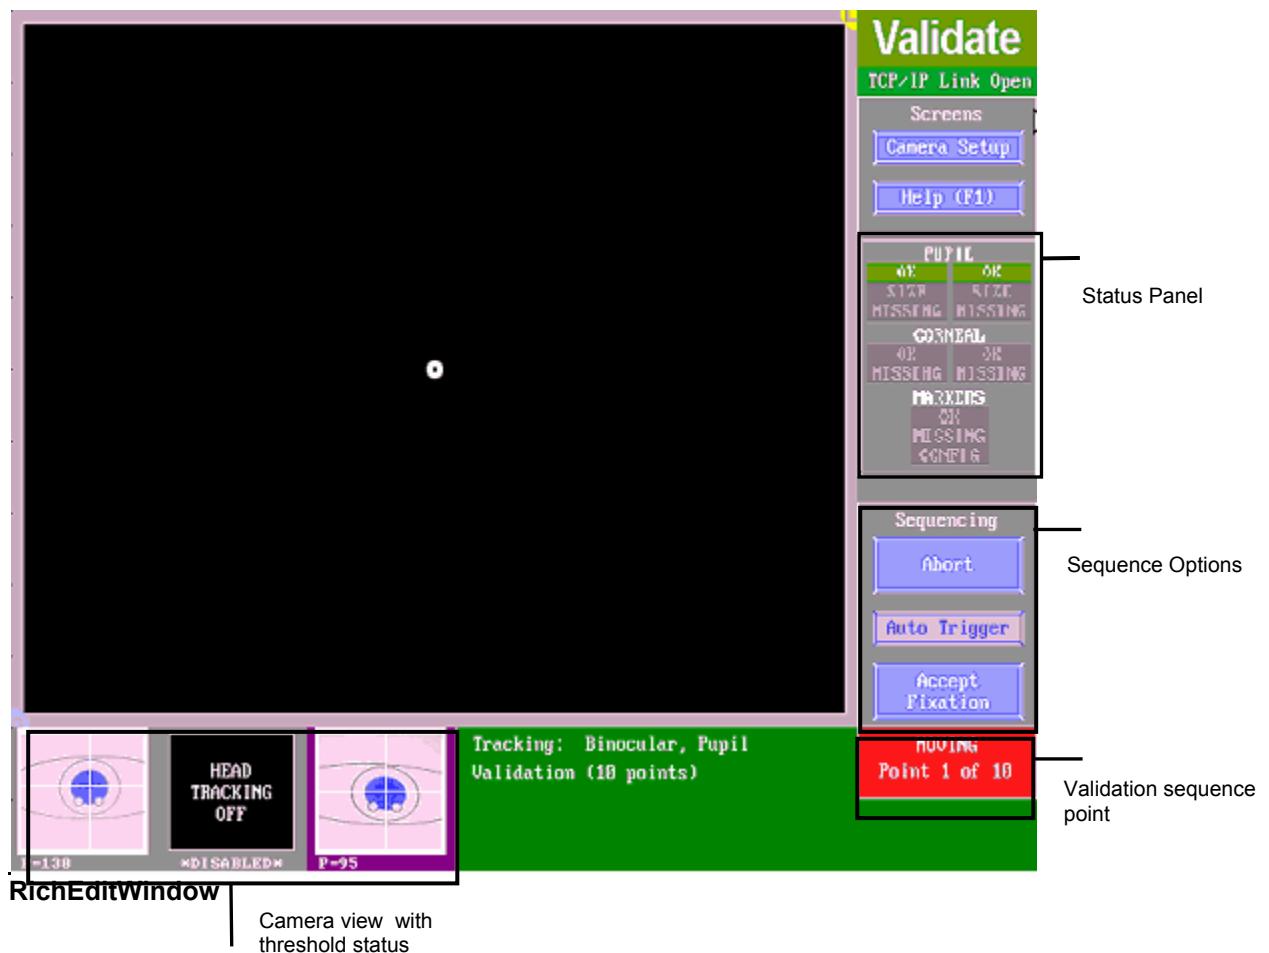 Validate
TCP/IP Link Open
Screens
Camera Setup
Help (F1)
PUPIL
OK OK
SIZE SIZE
MISSING MISSING
CORNEAL
OK OK
MISSING MISSING
MARKERS
OK
MISSING
CONFIG
Status Panel
Sequencing
Abort
Auto Trigger
Accept
Fixation
Sequence Options
MOVING
Point 1 of 10
Validation sequence
point
HEAD
TRACKING
OFF
P=138
*DISABLED*
P=95
Tracking: Binocular, Pupil
Validation (10 points)
RichEditWindow
Camera view with
threshold status